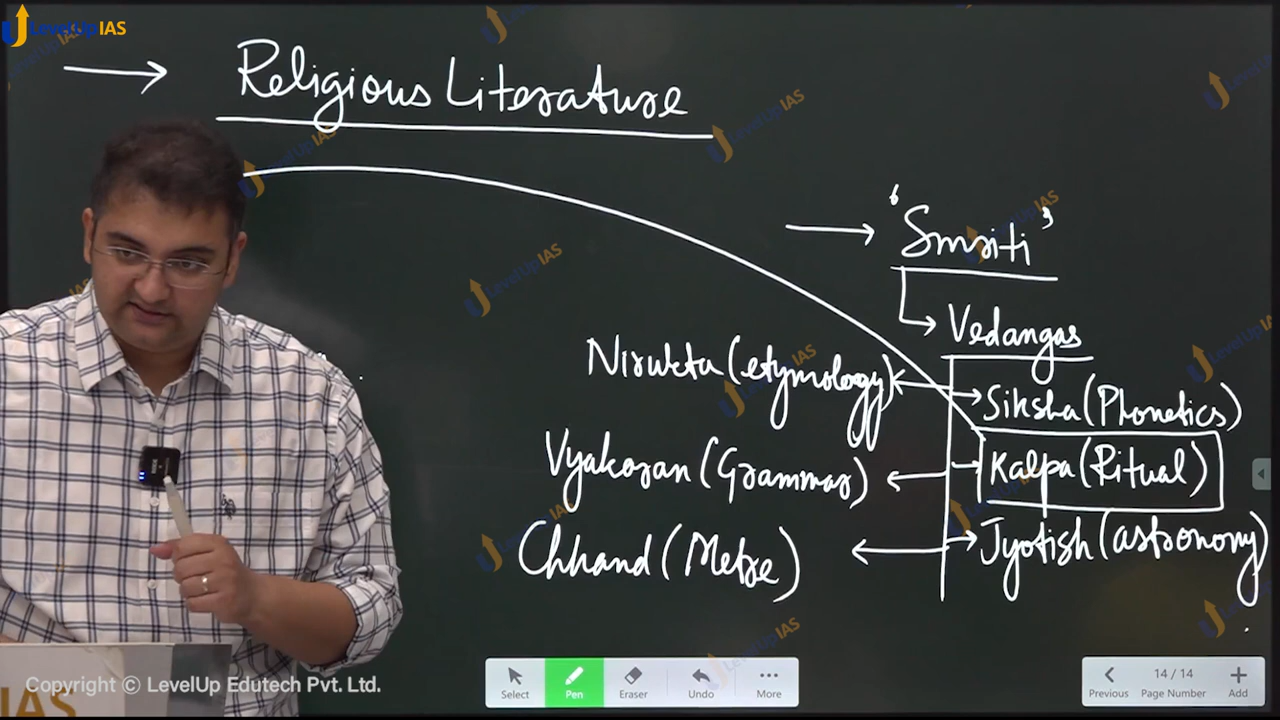 LevelUp IAS
→ Religious Literature
→ 'Smriti'
Vedangas
Nirukta (etymology)
Siksha (Phonetics)
Vyakaran (Grammar)
Kalpa (Ritual)
Chhand (Metre)
Jyotish (astronomy)
Select
Pen
Eraser
Undo
More
Previous
14 / 14
Page Number
Add
Copyright © LevelUp Edutech Pvt. Ltd.
IAS